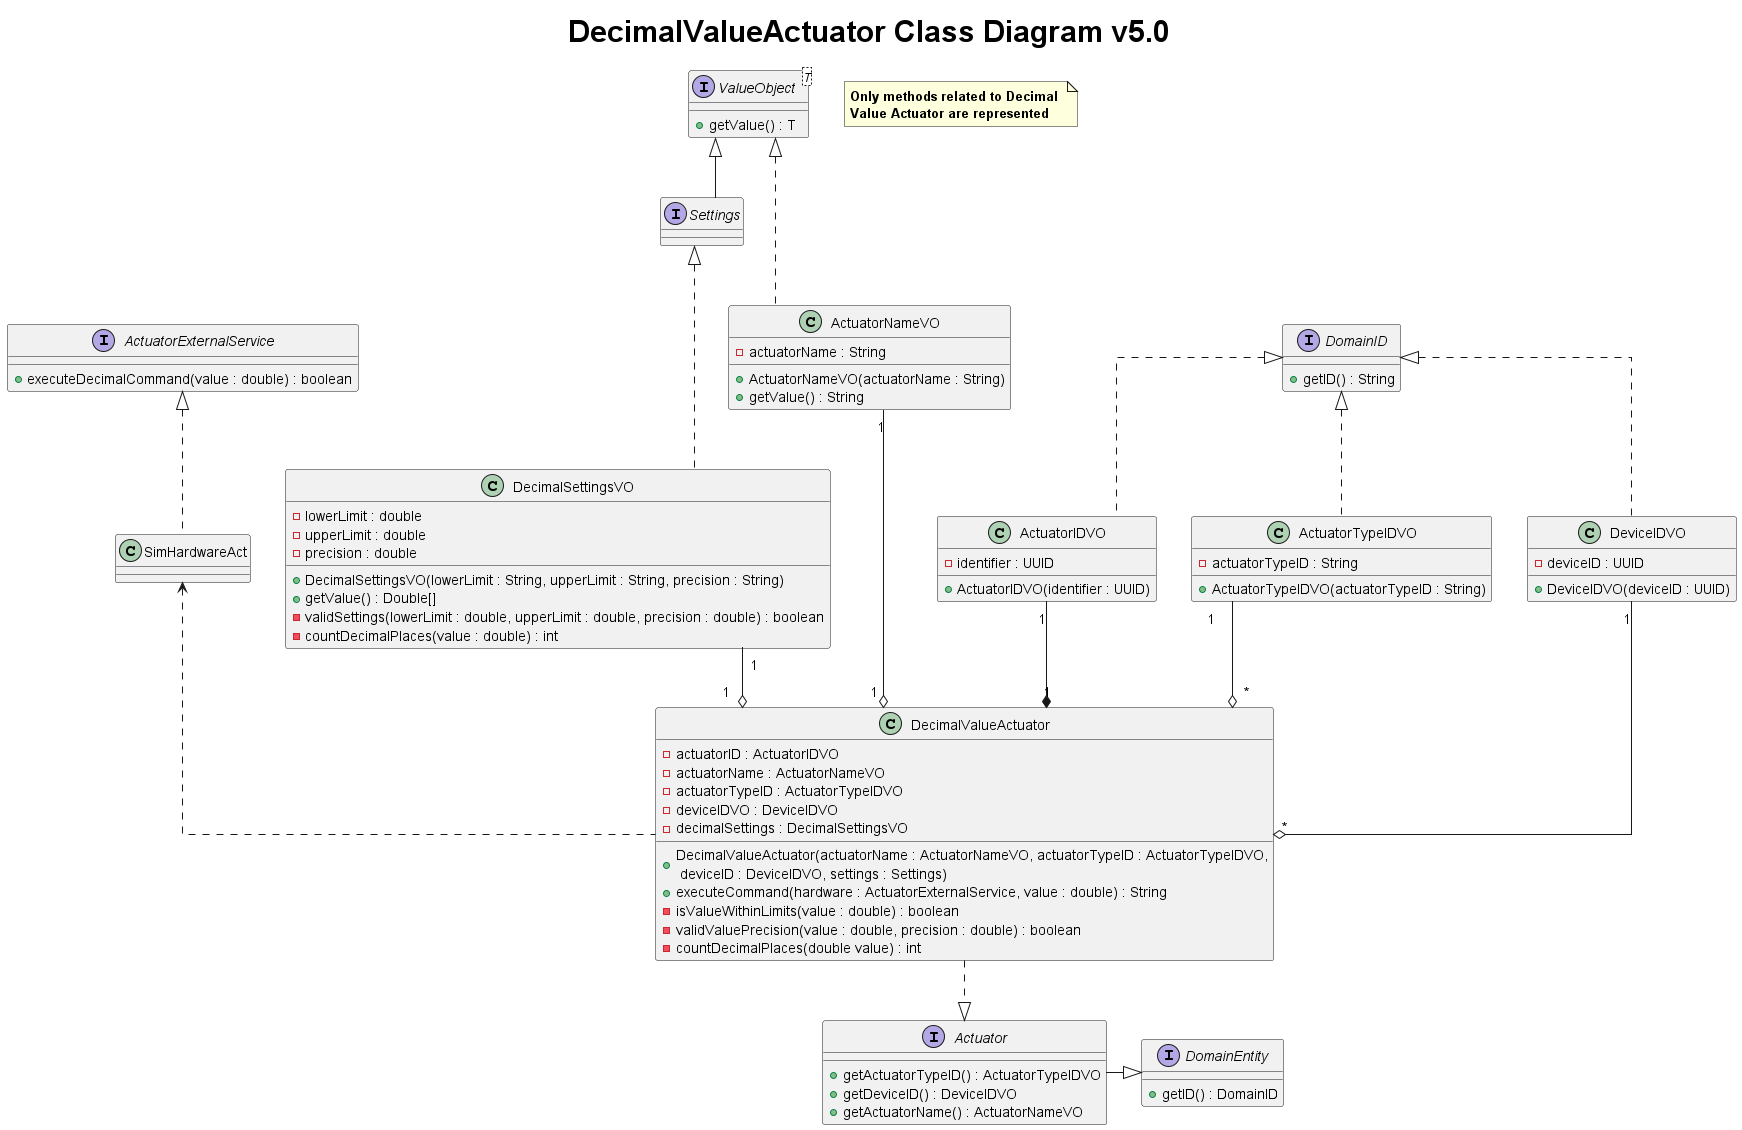 DecimalValueActuator Class Diagram v5.0
I ValueObject T
getValue() : T
Only methods related to Decimal
Value Actuator are represented
I Settings
I ActuatorExternalService
executeDecimalCommand(value : double) : boolean
C ActuatorNameVO
actuatorName : String
ActuatorNameVO(actuatorName : String)
getValue() : String
I DomainID
getID() : String
C SimHardwareAct
C DecimalSettingsVO
lowerLimit : double
upperLimit : double
precision : double
DecimalSettingsVO(lowerLimit : String, upperLimit : String, precision : String)
getValue() : Double[]
validSettings(lowerLimit : double, upperLimit : double, precision : double) : boolean
countDecimalPlaces(value : double) : int
C ActuatorIDVO
identifier : UUID
ActuatorIDVO(identifier : UUID)
C ActuatorTypeIDVO
actuatorTypeID : String
ActuatorTypeIDVO(actuatorTypeID : String)
C DeviceIDVO
deviceID : UUID
DeviceIDVO(deviceID : UUID)
1
1
1
1
1
1
1
1
*
*
C DecimalValueActuator
actuatorID : ActuatorIDVO
actuatorName : ActuatorNameVO
actuatorTypeID : ActuatorTypeIDVO
deviceIDVO : DeviceIDVO
decimalSettings : DecimalSettingsVO
DecimalValueActuator(actuatorName : ActuatorNameVO, actuatorTypeID : ActuatorTypeIDVO,
deviceID : DeviceIDVO, settings : Settings)
executeCommand(hardware : ActuatorExternalService, value : double) : String
isValueWithinLimits(value : double) : boolean
validValuePrecision(value : double, precision : double) : boolean
countDecimalPlaces(double value) : int
I Actuator
getActuatorTypeID() : ActuatorTypeIDVO
getDeviceID() : DeviceIDVO
getActuatorName() : ActuatorNameVO
I DomainEntity
getID() : DomainID